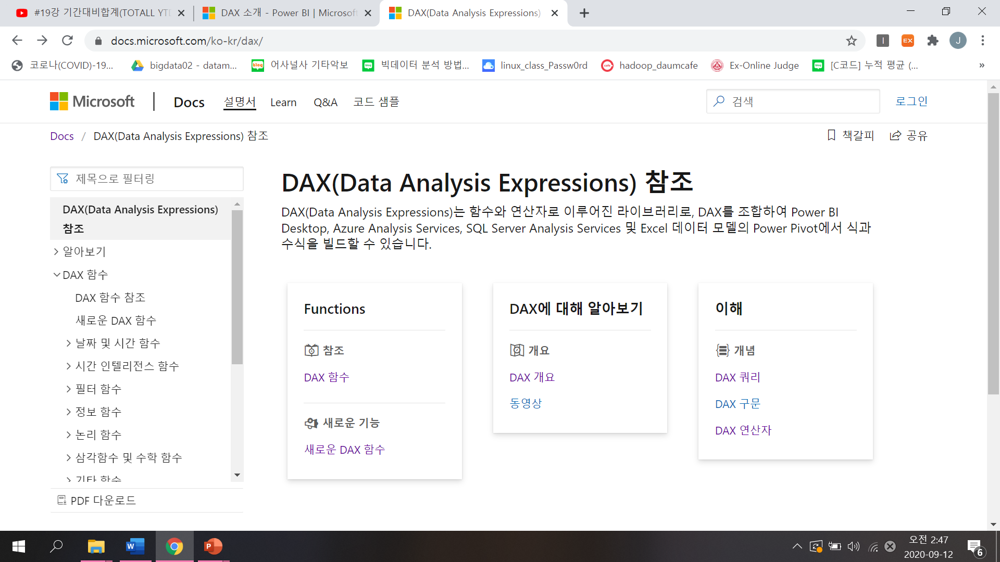 #19강 기간대비합계(TOTALL YTI
DAX 소개 - Power BI | Microsoft
DAX(Data Analysis Expressions)
docs.microsoft.com/ko-kr/dax/
EX
J
코로나(COVID)-19...
bigdata02 - datam...
어사널사 기타악보
빅데이터 분석 방법...
linux_class_Passw0rd
hadoop_daumcafe
Ex-Online Judge
[C코드] 누적 평균 (...
»
Microsoft
Docs
설명서
Learn
Q&A
코드 샘플
검색
로그인
Docs / DAX(Data Analysis Expressions) 참조
책갈피
공유
제목으로 필터링
DAX(Data Analysis Expressions)
참조
알아보기
DAX 함수
DAX 함수 참조
새로운 DAX 함수
날짜 및 시간 함수
시간 인텔리전스 함수
필터 함수
정보 함수
논리 함수
삼각함수 및 수학 함수
기타 함수
PDF 다운로드
DAX(Data Analysis Expressions) 참조
DAX(Data Analysis Expressions)는 함수와 연산자로 이루어진 라이브러리로, DAX를 조합하여 Power BI
Desktop, Azure Analysis Services, SQL Server Analysis Services 및 Excel 데이터 모델의 Power Pivot에서 식과
수식을 빌드할 수 있습니다.
Functions
참조
DAX 함수
새로운 기능
새로운 DAX 함수
DAX에 대해 알아보기
개요
DAX 개요
동영상
이해
개념
DAX 쿼리
DAX 구문
DAX 연산자
오전 2:47
2020-09-12
6